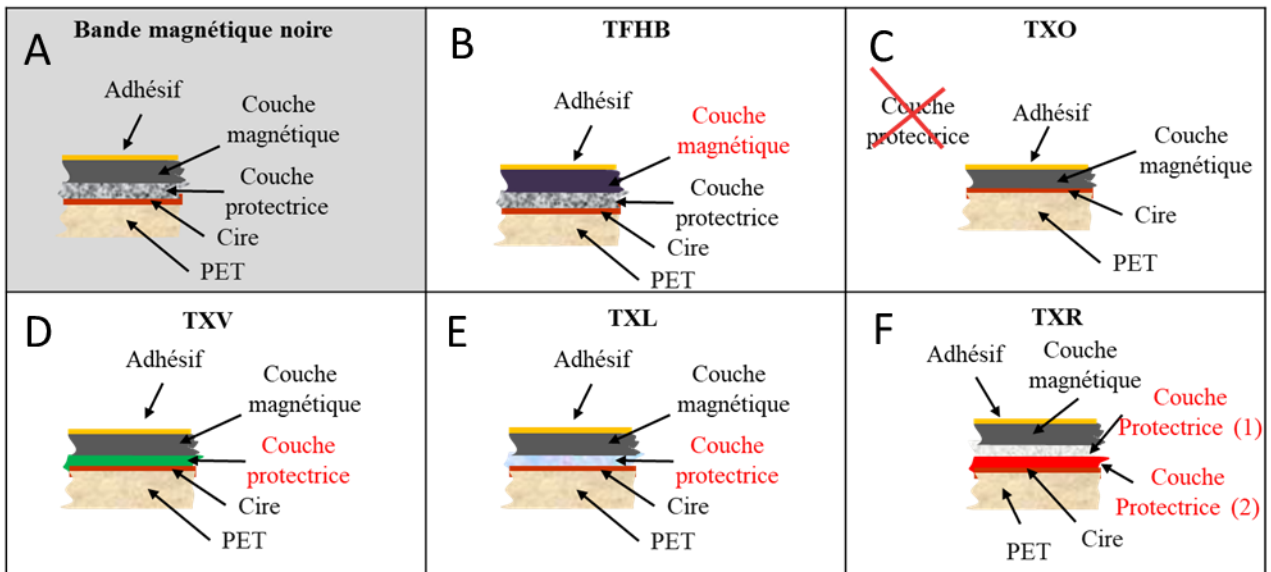 A
Bande magnétique noire
Adhésif
Couche
magnétique
Couche
protectrice
Cire
PET
B
TFHB
Adhésif
Couche
magnétique
Couche
protectrice
Cire
PET
C
TXO
Couche
protectrice
Adhésif
Couche
magnétique
Cire
PET
D
TXV
Adhésif
Couche
magnétique
Couche
protectrice
Cire
PET
E
TXL
Adhésif
Couche
magnétique
Couche
protectrice
Cire
PET
F
TXR
Adhésif
Couche
magnétique
Couche
Protectrice (1)
Couche
Protectrice (2)
Cire
PET